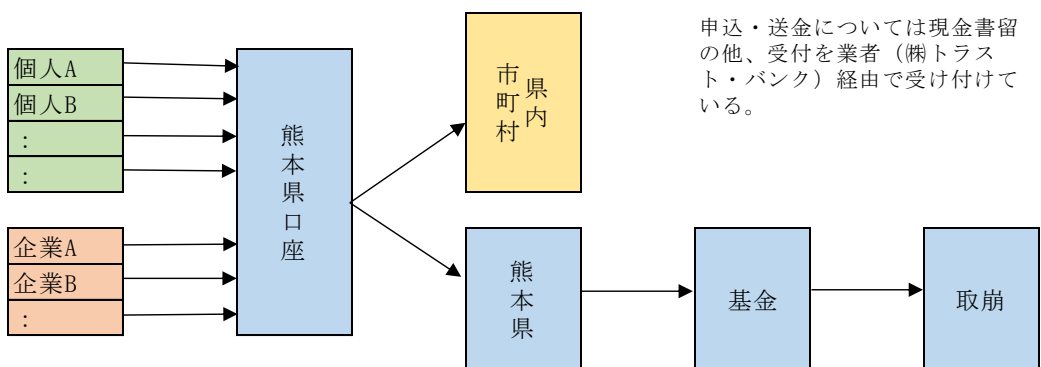 個人A
個人B
：
：
企業A
企業B
：
熊本県口座
県内
市町村
熊本県
基金
取崩
申込・送金については現金書留
の他、受付を業者（㈱トラス
ト・バンク）経由で受け付けて
いる。